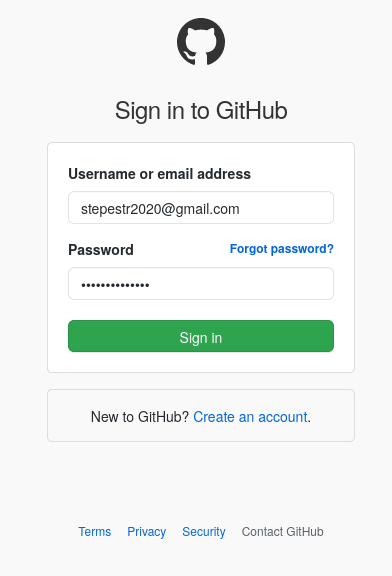 Sign in to GitHub
Username or email address
stepestr2020@gmail.com
Password Forgot password?
••••••••••••••
Sign in
New to GitHub? Create an account.
Terms Privacy Security Contact GitHub